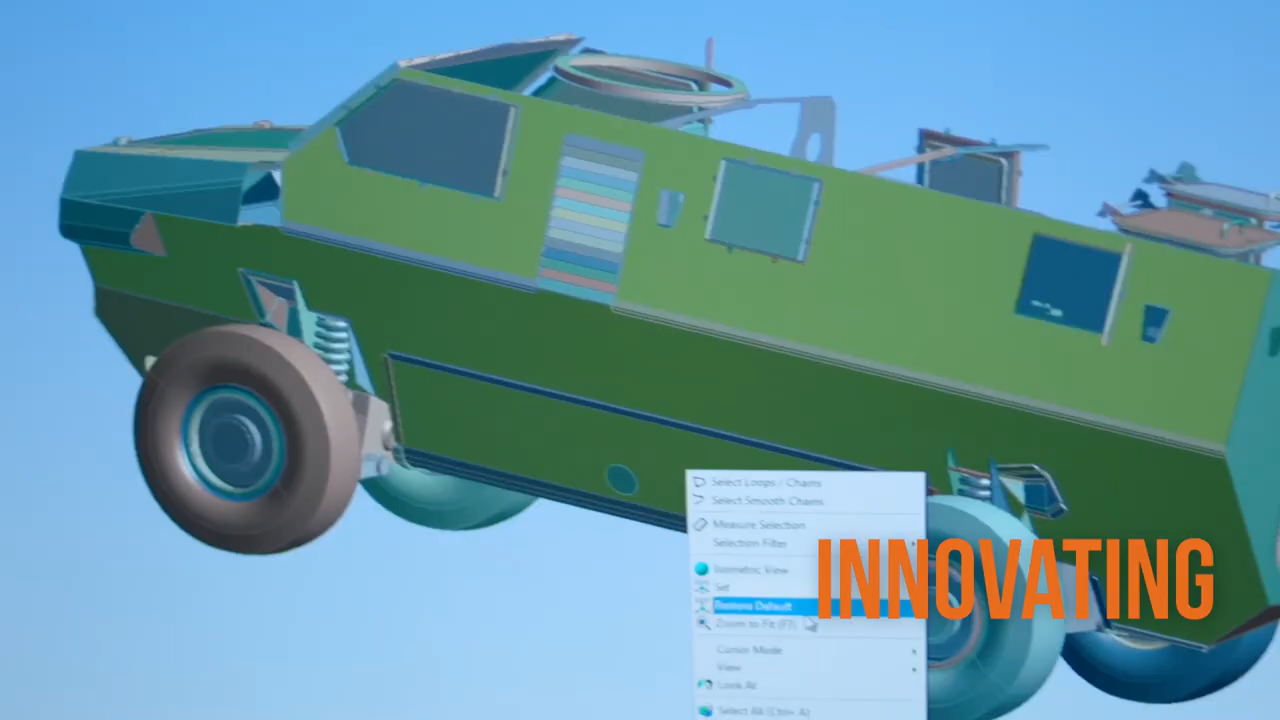 Select Loops / Chains
Select Smooth Chains
Measure Selection
Selection Filter
Isometric View
Set
Restore Default
Zoom to Fit (F7)
Cursor Mode
View
Look At
Select All (Ctrl+ A)
INNOVATING